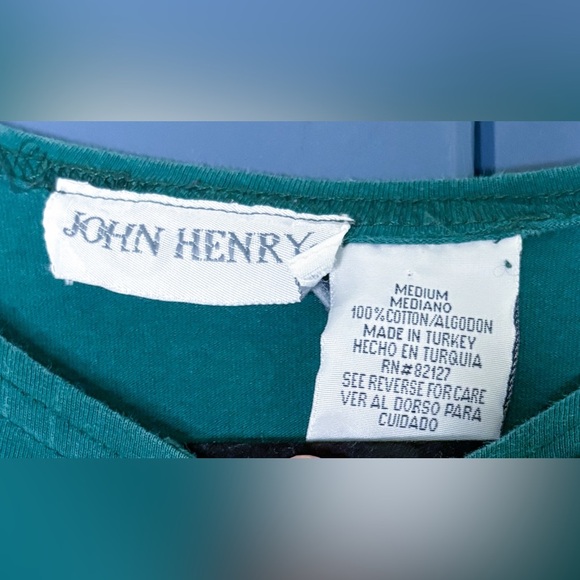 JOHN HENRY
MEDIUM
MEDIANO
100%COTTON/ALGODON
MADE IN TURKEY
HECHO EN TURQUIA
RN#82127
SEE REVERSE FOR CARE
VER AL DORSO PARA
CUIDADO